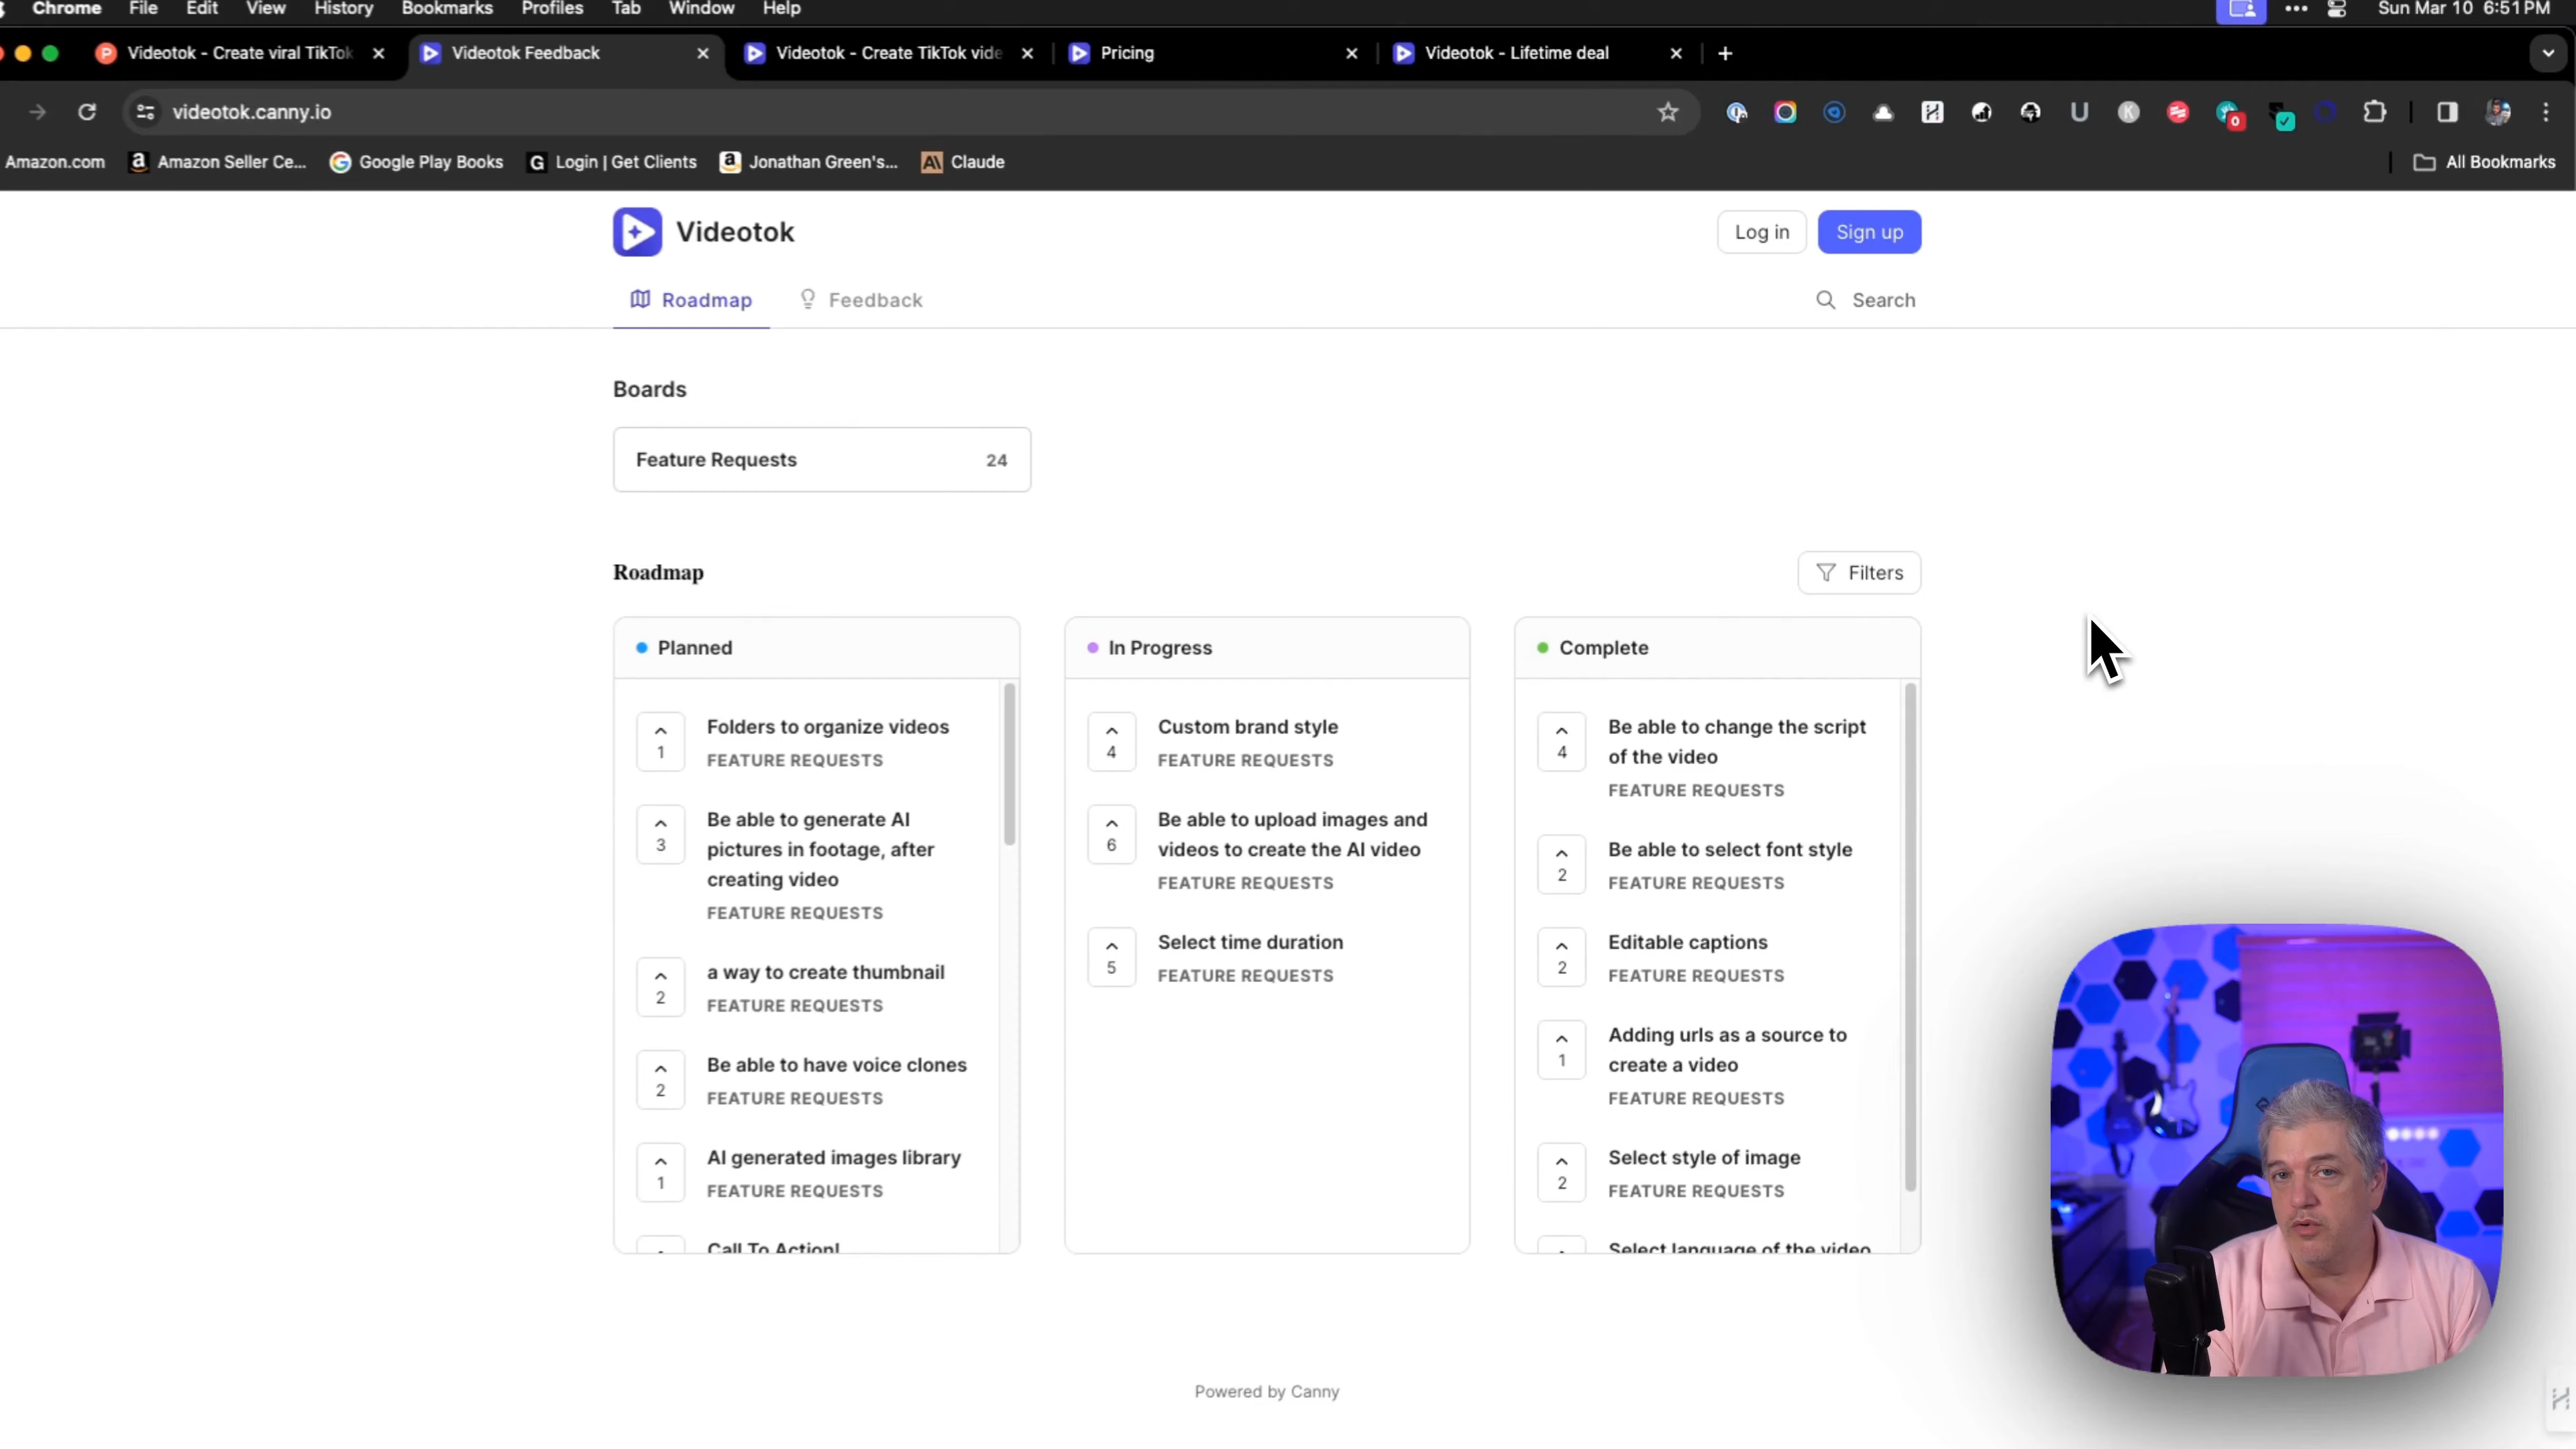 Chrome File Edit View History Bookmarks Profiles Tab Window Help Sun Mar 10 6:51 PM
Videotok - Create viral TikTok Videotok Feedback Videotok - Create TikTok vide Pricing Videotok - Lifetime deal
videotok.canny.io
Amazon.com Amazon Seller Ce... Google Play Books Login | Get Clients Jonathan Green's... Claude All Bookmarks
Videotok Log in Sign up
Roadmap Feedback Search
Boards
Feature Requests 24
Roadmap Filters
Planned
1 Folders to organize videos
FEATURE REQUESTS
3 Be able to generate AI
pictures in footage, after
creating video
FEATURE REQUESTS
2 a way to create thumbnail
FEATURE REQUESTS
2 Be able to have voice clones
FEATURE REQUESTS
1 AI generated images library
FEATURE REQUESTS
Call To Action!
In Progress
4 Custom brand style
FEATURE REQUESTS
6 Be able to upload images and
videos to create the AI video
FEATURE REQUESTS
5 Select time duration
FEATURE REQUESTS
Complete
4 Be able to change the script
of the video
FEATURE REQUESTS
2 Be able to select font style
FEATURE REQUESTS
2 Editable captions
FEATURE REQUESTS
1 Adding urls as a source to
create a video
FEATURE REQUESTS
2 Select style of image
FEATURE REQUESTS
Select language of the video
Powered by Canny